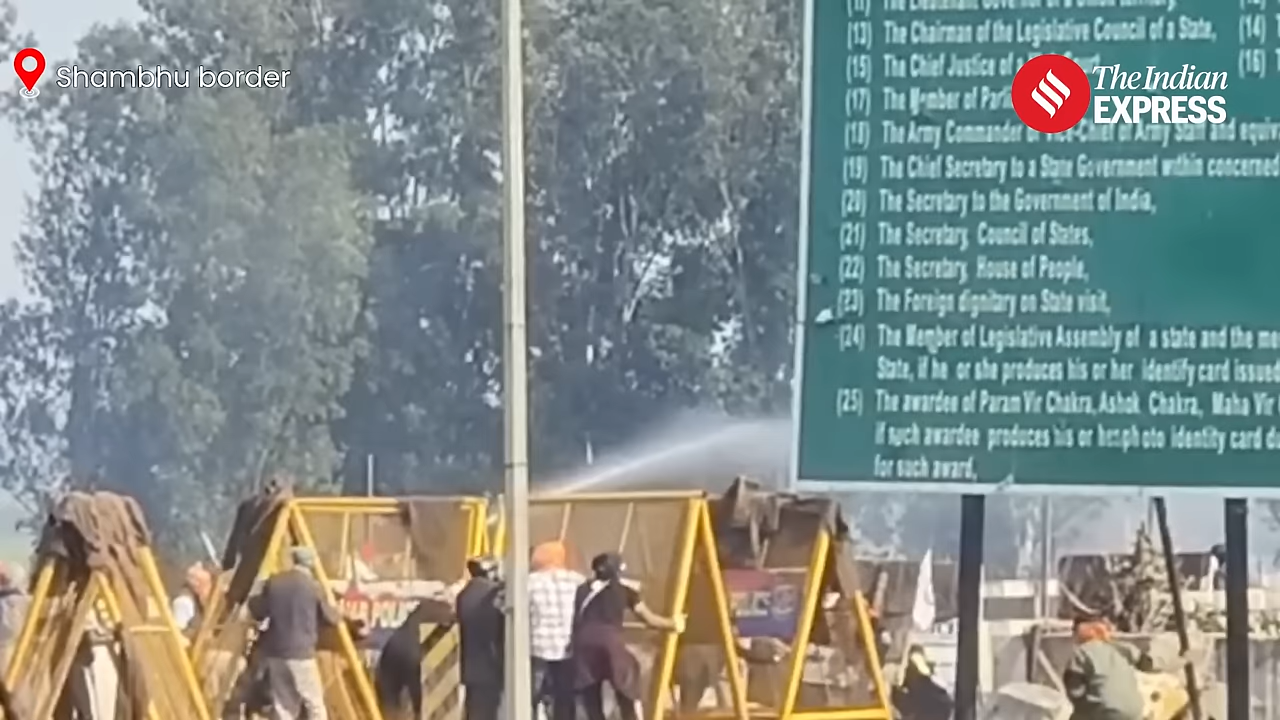 Shambhu border
The Indian
EXPRESS
(13) The Chairman of the Legislative Council of a State, (14)
(15) The Chief Justice of a (16)
(17) The Member of
(18) The Army Commander or Vice-Chief of Army Staff and
(19) The Chief Secretary to a State Government within concerned
(20) The Secretary to the Government of India,
(21) The Secretary, Council of States,
(22) The Secretary, House of People,
(23) The Foreign dignitary on State visit,
(24) The Member of Legislative Assembly of a state and the
State, if he or she produces his or her identify card issued
(25) The awardee of Param Vir Chakra, Ashok Chakra, Maha Vir
if such awardee produces his or photo identity card
for such award,